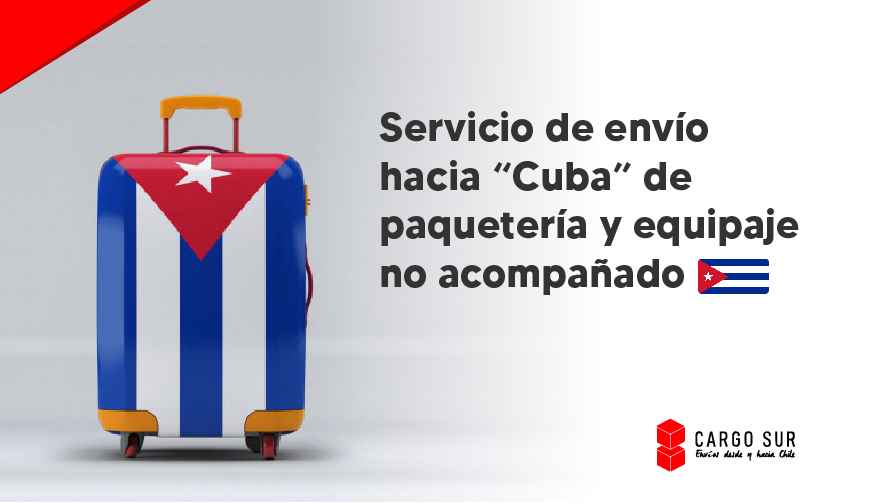 Servicio de envío
hacia “Cuba” de
paquetería y equipaje
no acompañado
CARGO SUR
Envíos desde y hacia Chile